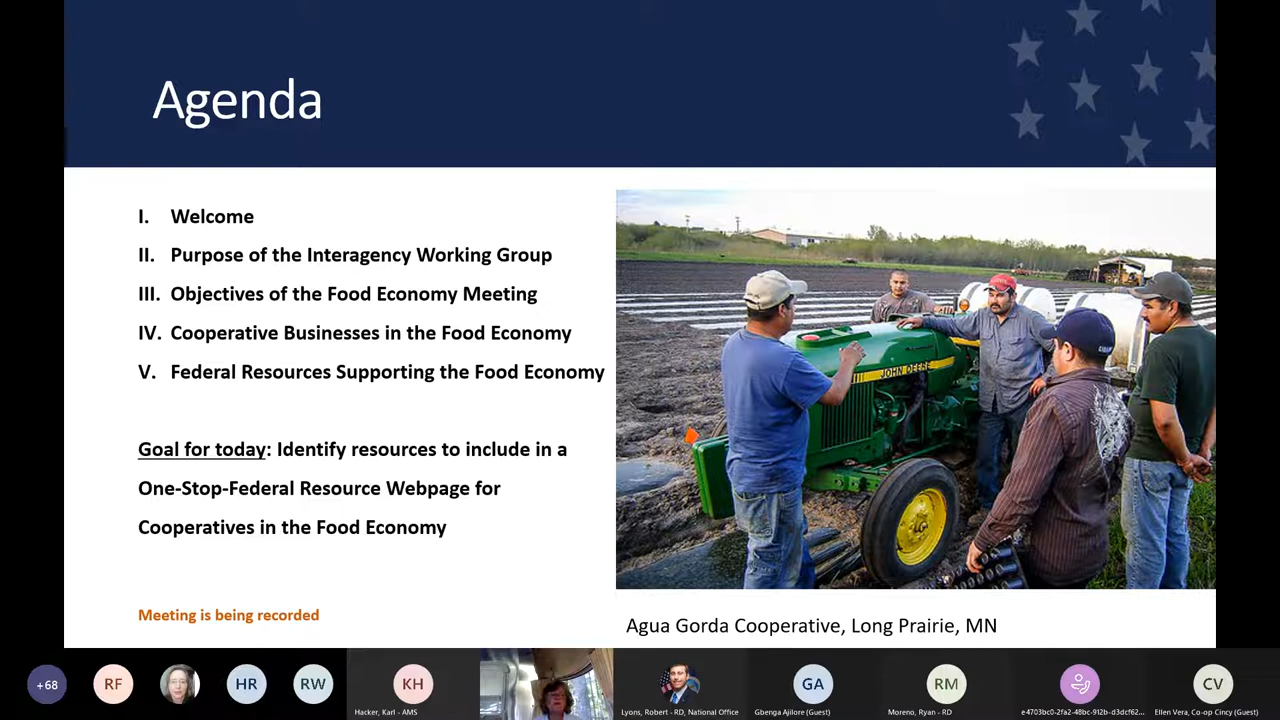 Agenda
I. Welcome
II. Purpose of the Interagency Working Group
III. Objectives of the Food Economy Meeting
IV. Cooperative Businesses in the Food Economy
V. Federal Resources Supporting the Food Economy
Goal for today: Identify resources to include in a
One-Stop-Federal Resource Webpage for
Cooperatives in the Food Economy
Meeting is being recorded
JOHN DEERE
Agua Gorda Cooperative, Long Prairie, MN
+68
RF
HR
RW
KH
GA
RM
CV
Hacker, Karl - AMS
Lyons, Robert - RD, National Office
Gbenga Ajilore (Guest)
Moreno, Ryan - RD
e4703bc0-2fa2-48bc-912b-d3dcf62...
Ellen Vera, Co-op Cincy (Guest)